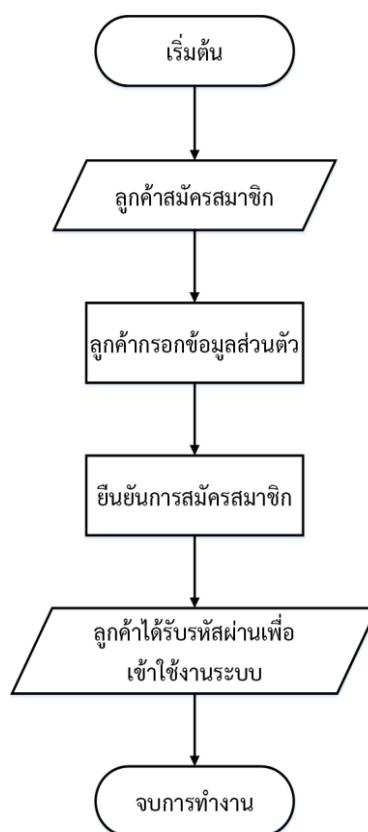 เริ่มต้น
ลูกค้าสมัครสมาชิก
ลูกค้ากรอกข้อมูลส่วนตัว
ยืนยันการสมัครสมาชิก
ลูกค้าได้รับรหัสผ่านเพื่อ
เข้าใช้งานระบบ
จบการทำงาน